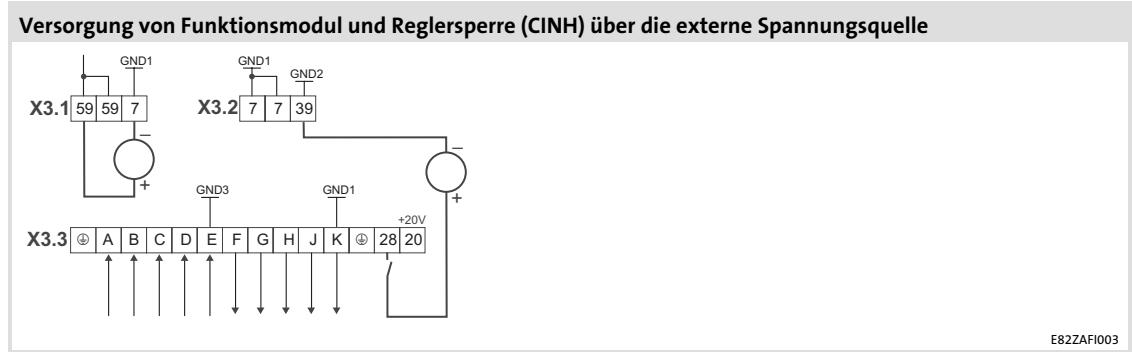 Versorgung von Funktionsmodul und Reglersperre (CINH) über die externe Spannungsquelle
GND1
X3.1 59 59 7
– +
GND1 GND2
X3.2 7 7 39
– +
GND3 GND1 +20V
X3.3 A B C D E F G H J K 28 20
E82ZAFI003